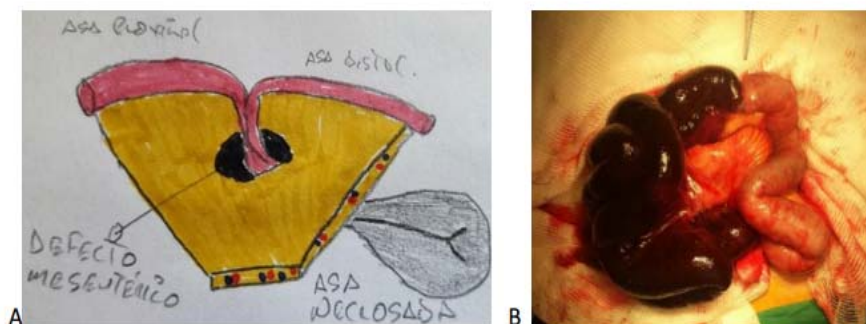 ASA PROXIMAL
ASA DISTAL
DEFECTO
MESENTÉRICO
ASA
NECROSADA
A
B